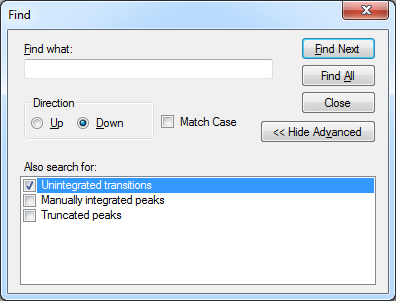 Find
Find what:
Find Next
Find All
Direction
Up
Down
Match Case
Close
<< Hide Advanced
Also search for:
Unintegrated transitions
Manually integrated peaks
Truncated peaks